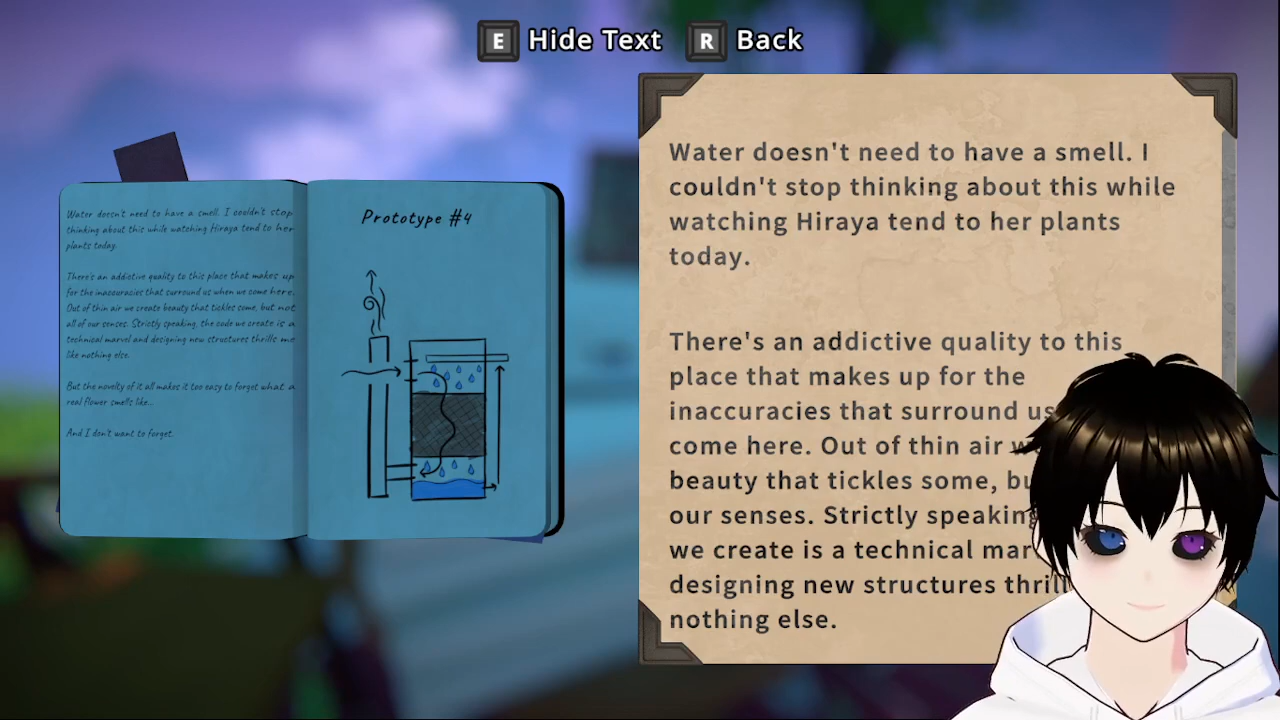 E Hide Text R Back
Water doesn't need to have a smell. I couldn't stop
thinking about this while watching Hiraya tend to her
plants today.
There's an addictive quality to this place that makes up
for the inaccuracies that surround us when we come here.
Out of thin air we create beauty that tickles some, but not
all of our senses. Strictly speaking, the code we create is a
technical marvel and designing new structures thrills me
like nothing else.
But the novelty of it all makes it too easy to forget what a
real flower smells like...
And I don't want to forget.
Prototype #4
Water doesn't need to have a smell. I
couldn't stop thinking about this while
watching Hiraya tend to her plants
today.
There's an addictive quality to this
place that makes up for the
inaccuracies that surround us
come here. Out of thin air
beauty that tickles some,
our senses. Strictly speaking
we create is a technical
designing new structures
nothing else.